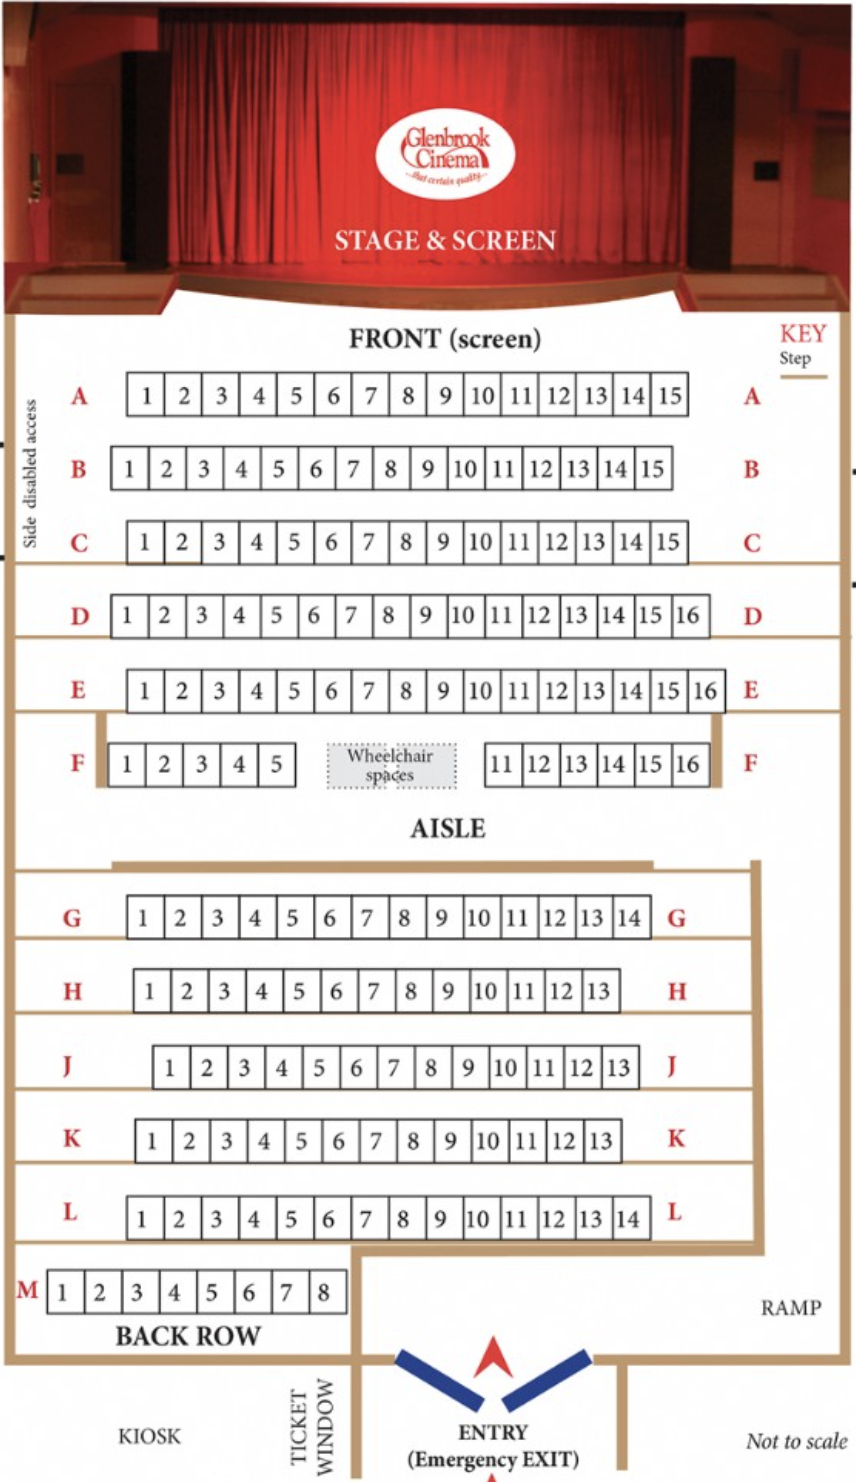 Glenbrook
Cinema
...that certain quality...
STAGE & SCREEN
FRONT (screen)
KEY
Step
Side disabled access
A 1 2 3 4 5 6 7 8 9 10 11 12 13 14 15 A
B 1 2 3 4 5 6 7 8 9 10 11 12 13 14 15 B
C 1 2 3 4 5 6 7 8 9 10 11 12 13 14 15 C
D 1 2 3 4 5 6 7 8 9 10 11 12 13 14 15 16 D
E 1 2 3 4 5 6 7 8 9 10 11 12 13 14 15 16 E
F 1 2 3 4 5 Wheelchair 11 12 13 14 15 16 F
spaces
AISLE
G 1 2 3 4 5 6 7 8 9 10 11 12 13 14 G
H 1 2 3 4 5 6 7 8 9 10 11 12 13 H
J 1 2 3 4 5 6 7 8 9 10 11 12 13 J
K 1 2 3 4 5 6 7 8 9 10 11 12 13 K
L 1 2 3 4 5 6 7 8 9 10 11 12 13 14 L
M 1 2 3 4 5 6 7 8
BACK ROW
RAMP
KIOSK
TICKET
WINDOW
ENTRY
(Emergency EXIT)
Not to scale